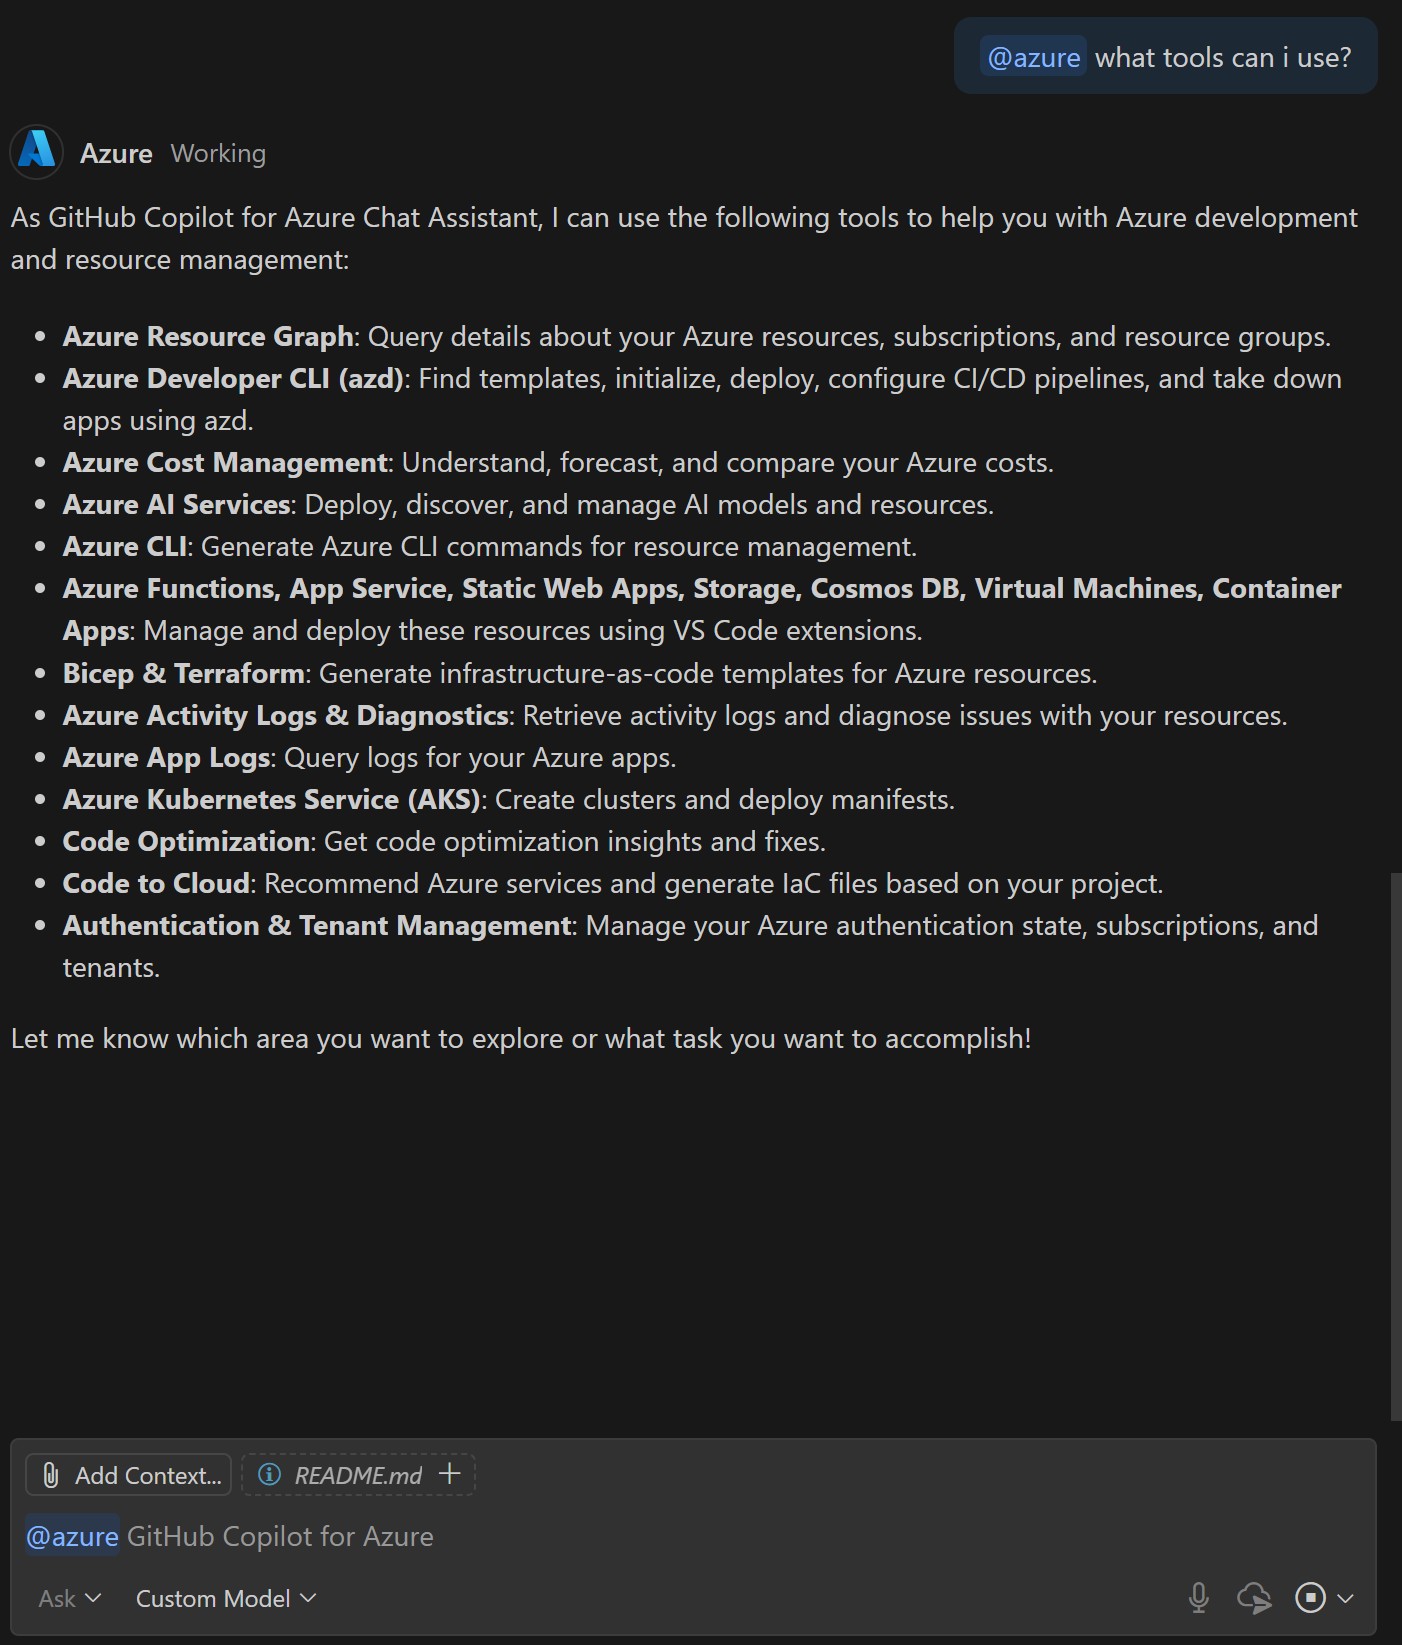 @azure what tools can i use?
Azure Working
As GitHub Copilot for Azure Chat Assistant, I can use the following tools to help you with Azure development
and resource management:
• Azure Resource Graph: Query details about your Azure resources, subscriptions, and resource groups.
• Azure Developer CLI (azd): Find templates, initialize, deploy, configure CI/CD pipelines, and take down
apps using azd.
• Azure Cost Management: Understand, forecast, and compare your Azure costs.
• Azure AI Services: Deploy, discover, and manage AI models and resources.
• Azure CLI: Generate Azure CLI commands for resource management.
• Azure Functions, App Service, Static Web Apps, Storage, Cosmos DB, Virtual Machines, Container
Apps: Manage and deploy these resources using VS Code extensions.
• Bicep & Terraform: Generate infrastructure-as-code templates for Azure resources.
• Azure Activity Logs & Diagnostics: Retrieve activity logs and diagnose issues with your resources.
• Azure App Logs: Query logs for your Azure apps.
• Azure Kubernetes Service (AKS): Create clusters and deploy manifests.
• Code Optimization: Get code optimization insights and fixes.
• Code to Cloud: Recommend Azure services and generate IaC files based on your project.
• Authentication & Tenant Management: Manage your Azure authentication state, subscriptions, and
tenants.
Let me know which area you want to explore or what task you want to accomplish!
Add Context... README.md +
@azure GitHub Copilot for Azure
Ask Custom Model